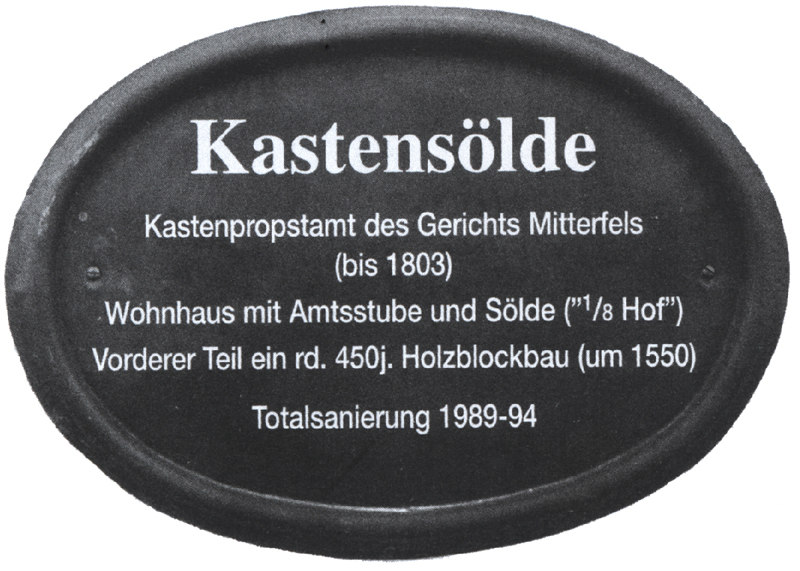 Kastensölde
Kastenpropstamt des Gerichts Mitterfels
(bis 1803)
Wohnhaus mit Amtsstube und Sölde (”1/8 Hof”)
Vorderer Teil ein rd. 450j. Holzblockbau (um 1550)
Totalsanierung 1989-94